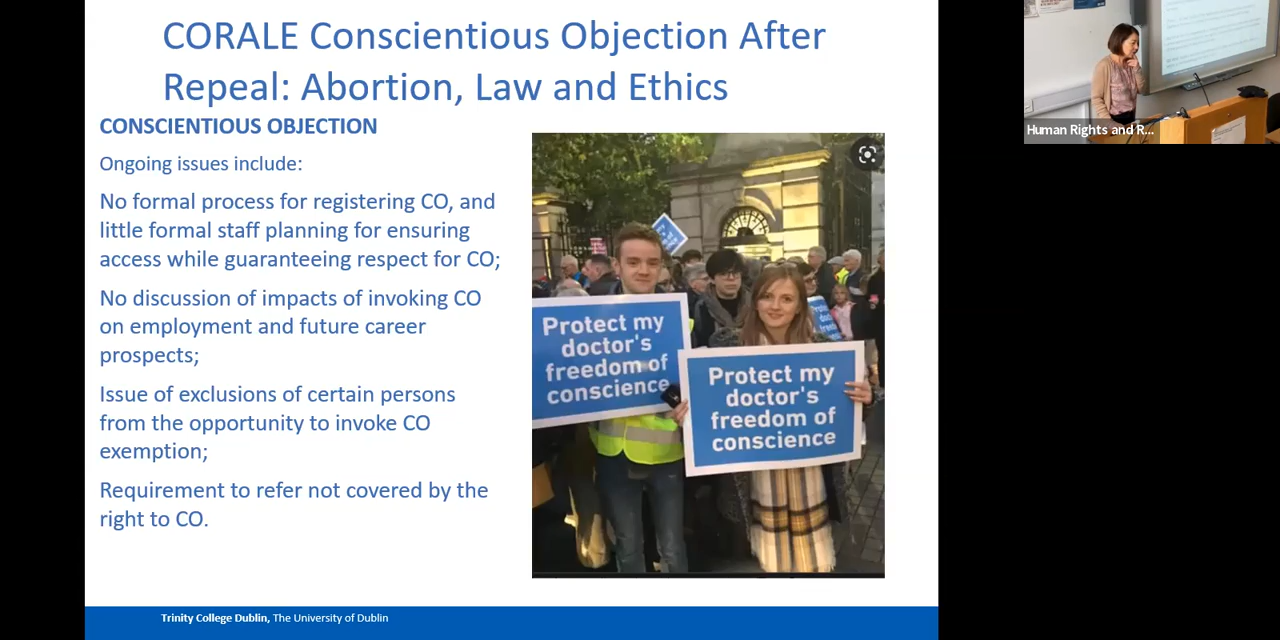 CORALE Conscientious Objection After
Repeal: Abortion, Law and Ethics
CONSCIENTIOUS OBJECTION
Ongoing issues include:
No formal process for registering CO, and
little formal staff planning for ensuring
access while guaranteeing respect for CO;
No discussion of impacts of invoking CO
on employment and future career
prospects;
Issue of exclusions of certain persons
from the opportunity to invoke CO
exemption;
Requirement to refer not covered by the
right to CO.
Protect my
doctor's
freedom of
conscience
Protect my
doctor's
freedom of
conscience
Trinity College Dublin, The University of Dublin
Human Rights and R...